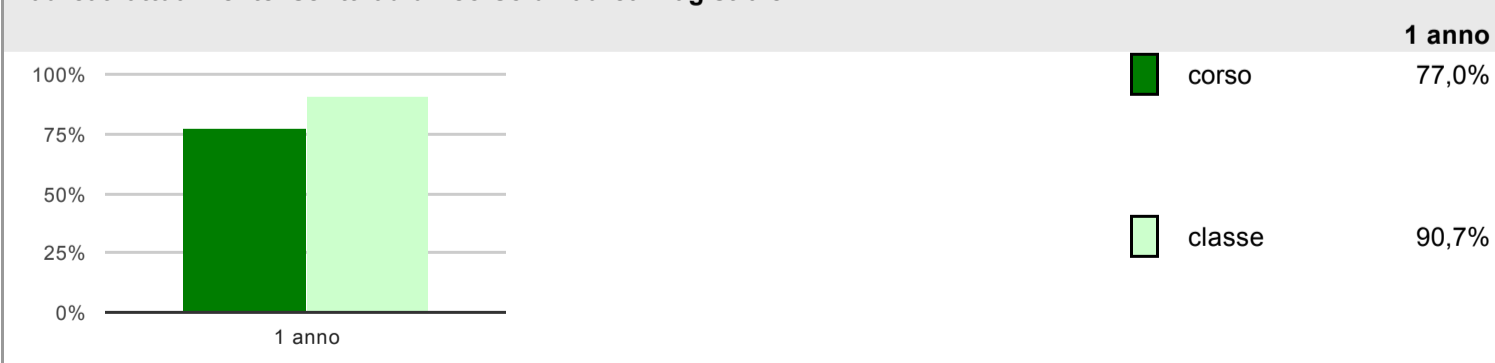 1 anno
100%
75%
50%
25%
0%
1 anno
corso 77,0%
classe 90,7%